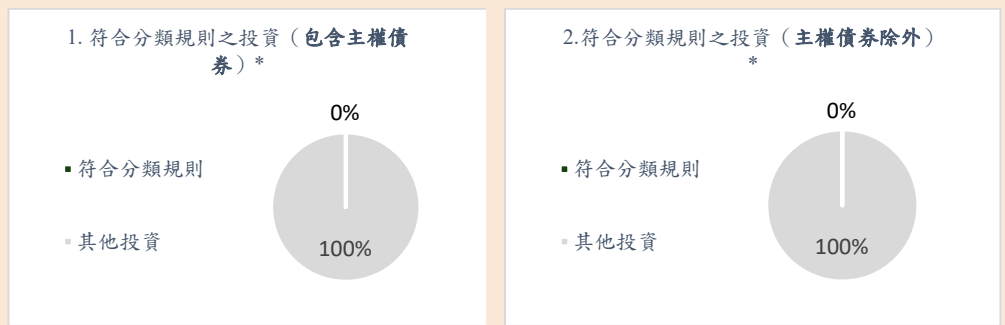 1. 符合分類規則之投資（包含主權債
券）*
0%
符合分類規則
其他投資
100%
2.符合分類規則之投資（主權債券除外）
*
0%
符合分類規則
其他投資
100%